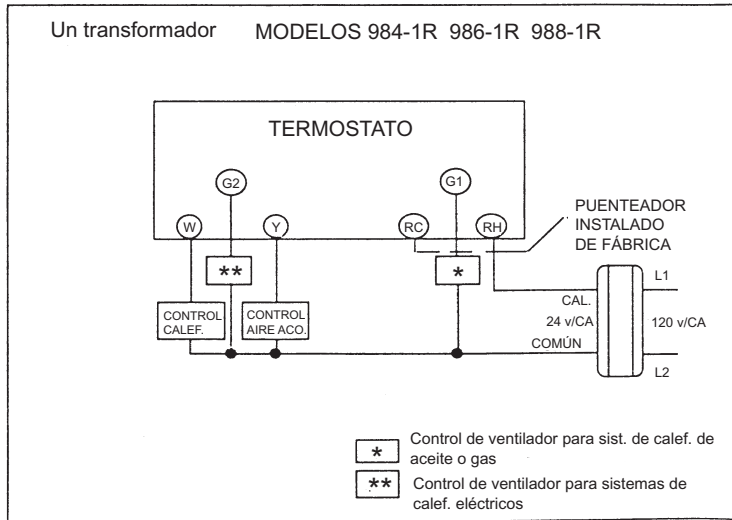 Un transformador MODELOS 984-1R 986-1R 988-1R
TERMOSTATO
G2
G1
W
Y
RC
RH
PUENTEADOR
INSTALADO
DE FÁBRICA
**
*
L1
CAL.
CONTROL
CALEF.
CONTROL
AIRE ACO.
24 v/CA
120 v/CA
COMÚN
L2
*
Control de ventilador para sist. de calef. de
aceite o gas
**
Control de ventilador para sistemas de
calef. eléctricos